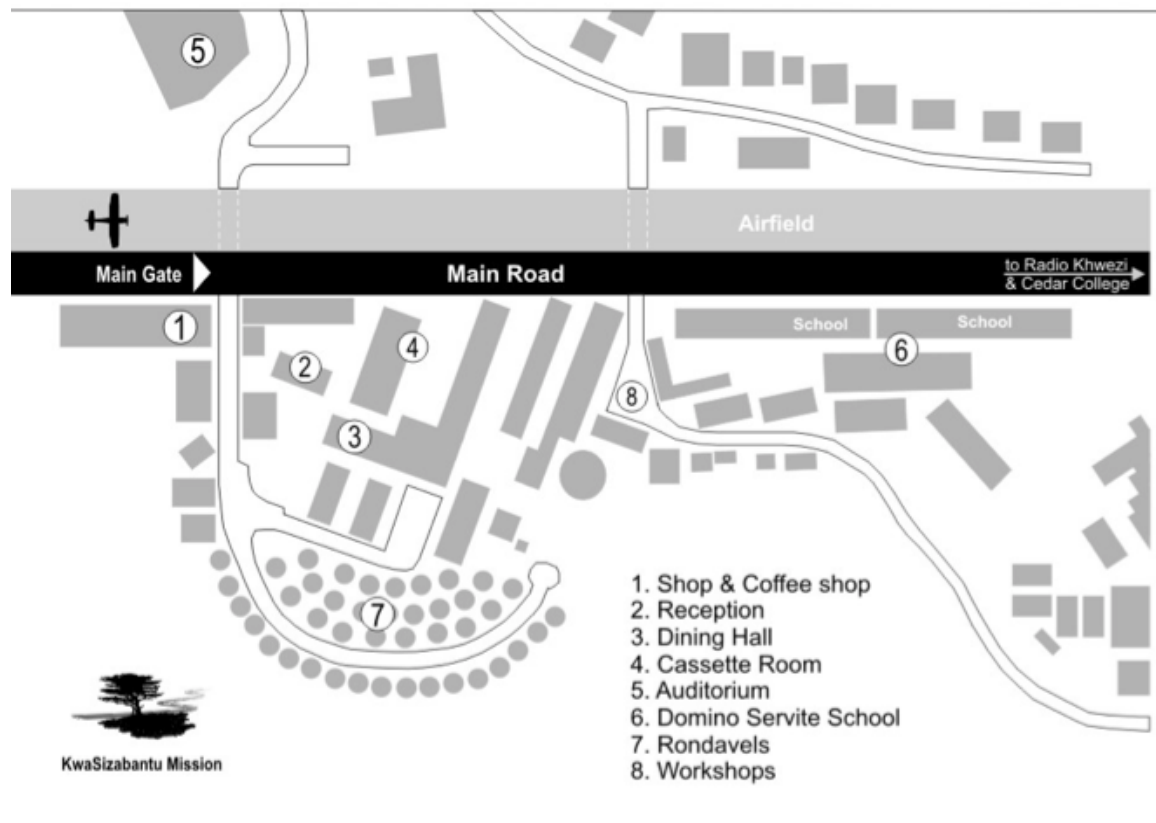 5
Airfield
Main Gate
Main Road
to Radio Khwezi
& Cedar College
1
School
School
2
4
6
8
3
7
1. Shop & Coffee shop
2. Reception
3. Dining Hall
4. Cassette Room
5. Auditorium
6. Domino Servite School
7. Rondavels
8. Workshops
KwaSizabantu Mission